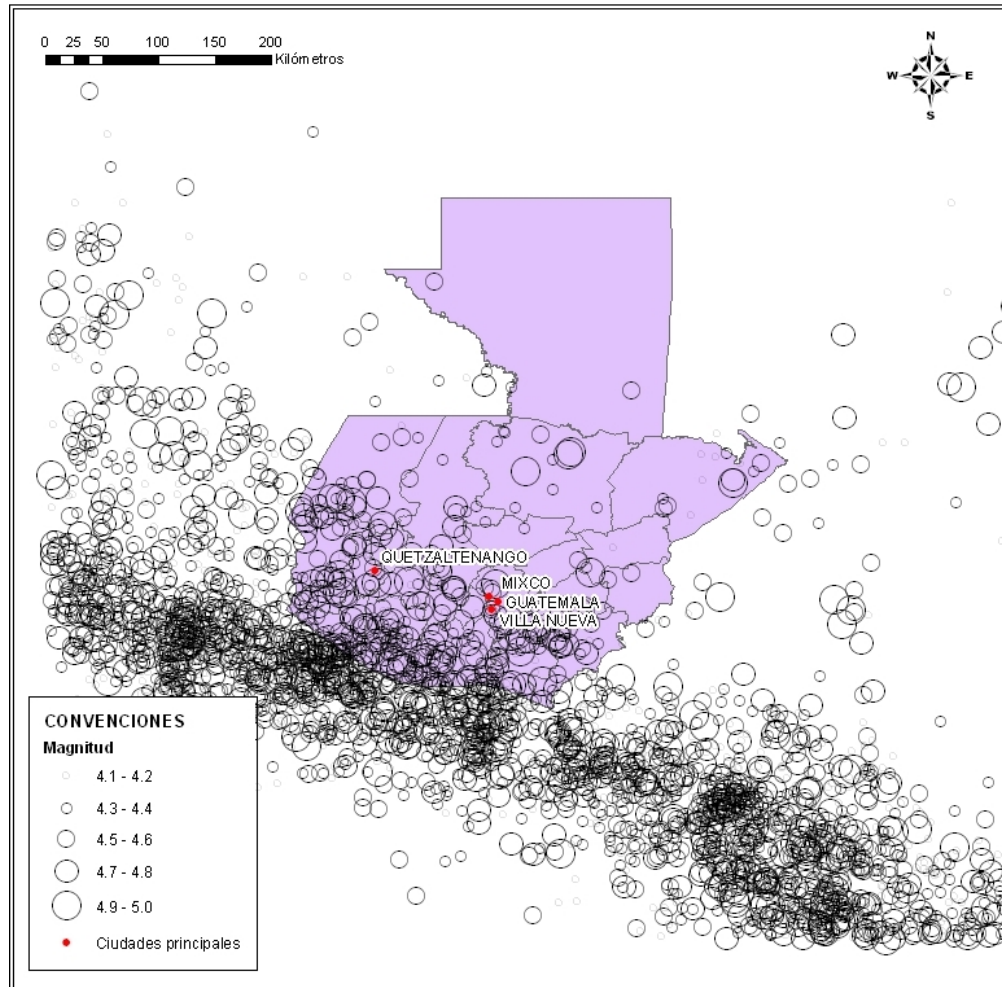 0 25 50 100 150 200
Kilómetros
N
W E
S
QUETZALTENANGO
MIXCO
GUATEMALA
VILLA NUEVA
CONVENCIONES
Magnitud
4.1 - 4.2
4.3 - 4.4
4.5 - 4.6
4.7 - 4.8
4.9 - 5.0
Ciudades principales